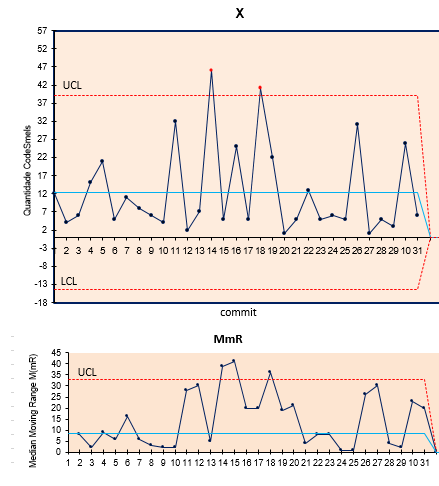 X
57
52
47
42
37
32
27
22
17
12
7
2
-3
-8
-13
-18
Quantidade CodeSmels
UCL
LCL
2 3 4 5 6 7 8 9 10 11 12 13 14 15 16 17 18 19 20 21 22 23 24 25 26 27 28 29 10 31
commit
MmR
45
40
35
30
25
20
15
10
5
0
Median Moving Range M(mR)
UCL
1 2 3 4 5 6 7 8 9 10 11 12 13 14 15 16 17 18 19 20 21 22 23 24 25 26 27 28 29 10 31